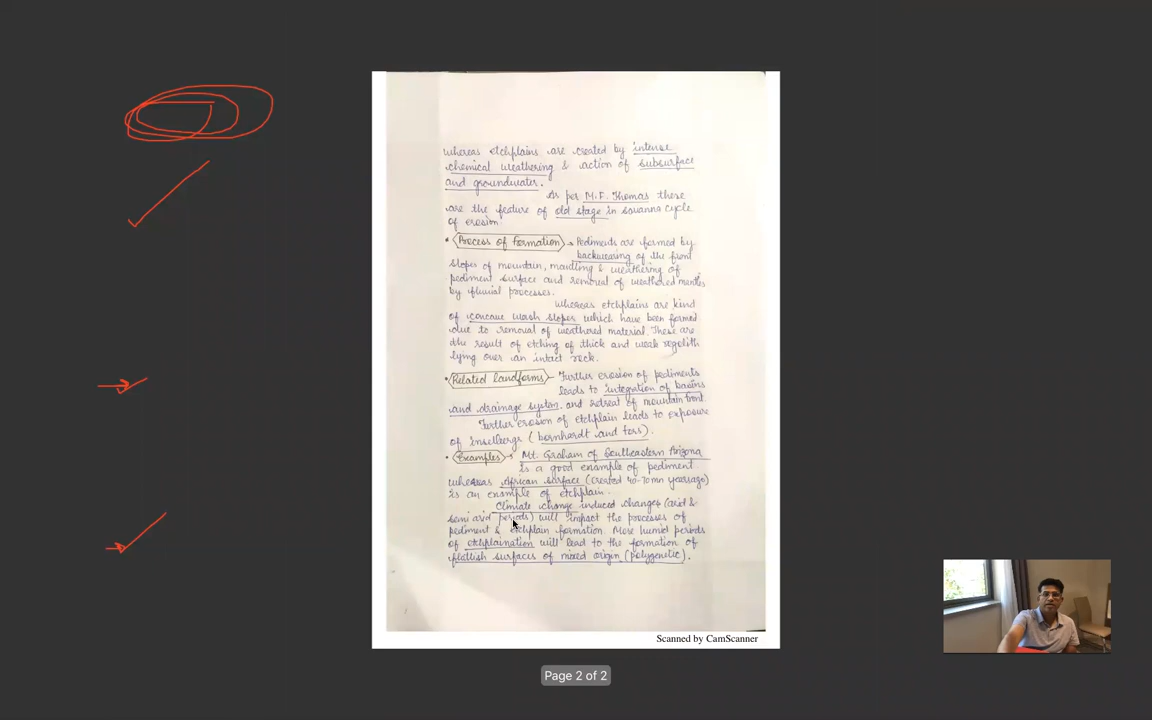 whereas etchplains are created by intense
chemical weathering & action of subsurface
and groundwater.
As per M.F. Thomas these
are the feature of old stage in savanna cycle
of erosion.
• Process of formation → Pediments are formed by
backwearing of the front
slopes of mountain, mantling & weathering of
pediment surface and removal of weathered mantles
by fluvial processes.
whereas etchplains are kind
of concave wash slopes which have been formed
due to removal of weathered material. These are
the result of etching of thick and weak regolith
lying over an intact rock.
• Related landforms - Further erosion of pediments
leads to integration of basins
and drainage system, and retreat of mountain front
Further erosion of etchplain leads to exposure
of inselbergs (bornhardt and tors).
• Examples → Mt. Graham of Southeastern Arizona
is a good example of pediment
whereas African surface (created 40-70 mn years ago)
is an example of etchplain.
Climate change induced changes (arid &
semi arid periods) will impact the processes of
pediment & etchplain formation. More humid periods
of etchplaination will lead to the formation of
flattish surfaces of mixed origin (polygenetic).
Scanned by CamScanner
Page 2 of 2